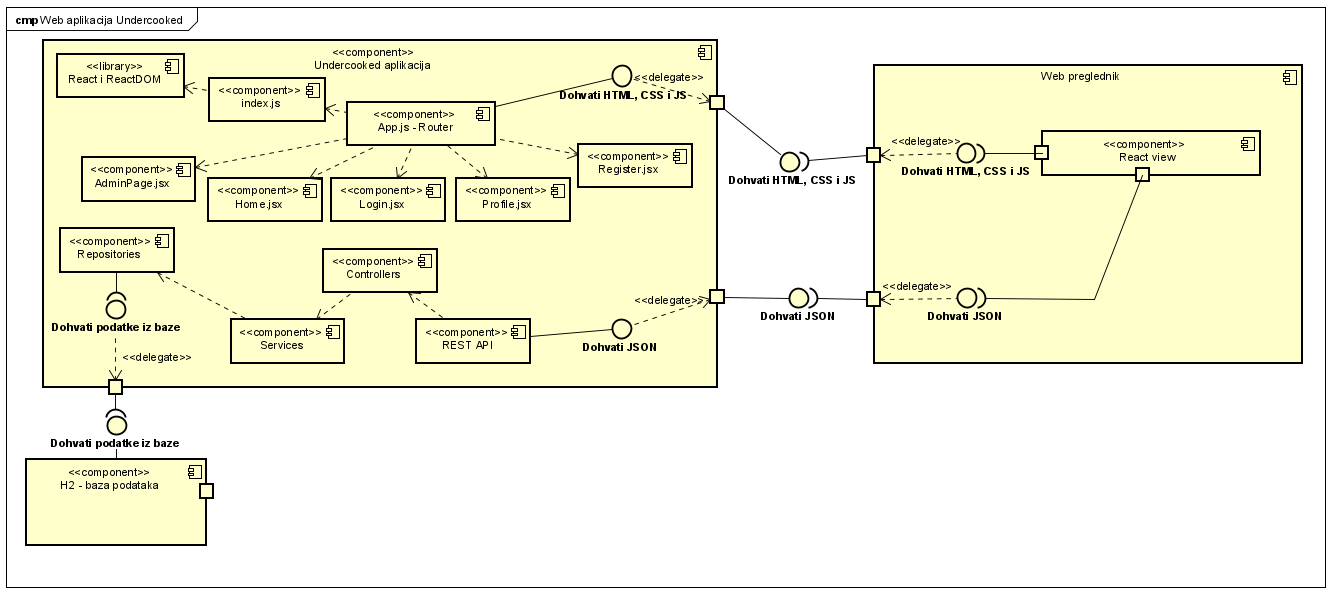 cmp Web aplikacija Undercooked
<<component>>
Undercooked aplikacija
<<library>>
React i ReactDOM
<<component>>
index.js
<<component>>
App.js - Router
<<delegate>>
Dohvati HTML, CSS i JS
<<component>>
AdminPage.jsx
<<component>>
Home.jsx
<<component>>
Login.jsx
<<component>>
Profile.jsx
<<component>>
Register.jsx
<<component>>
Repositories
<<component>>
Controllers
<<component>>
Services
<<component>>
REST API
<<delegate>>
Dohvati JSON
Dohvati podatke iz baze
<<delegate>>
Dohvati podatke iz baze
<<component>>
H2 - baza podataka
Dohvati HTML, CSS i JS
Dohvati JSON
Web preglednik
<<delegate>>
Dohvati HTML, CSS i JS
<<component>>
React view
<<delegate>>
Dohvati JSON